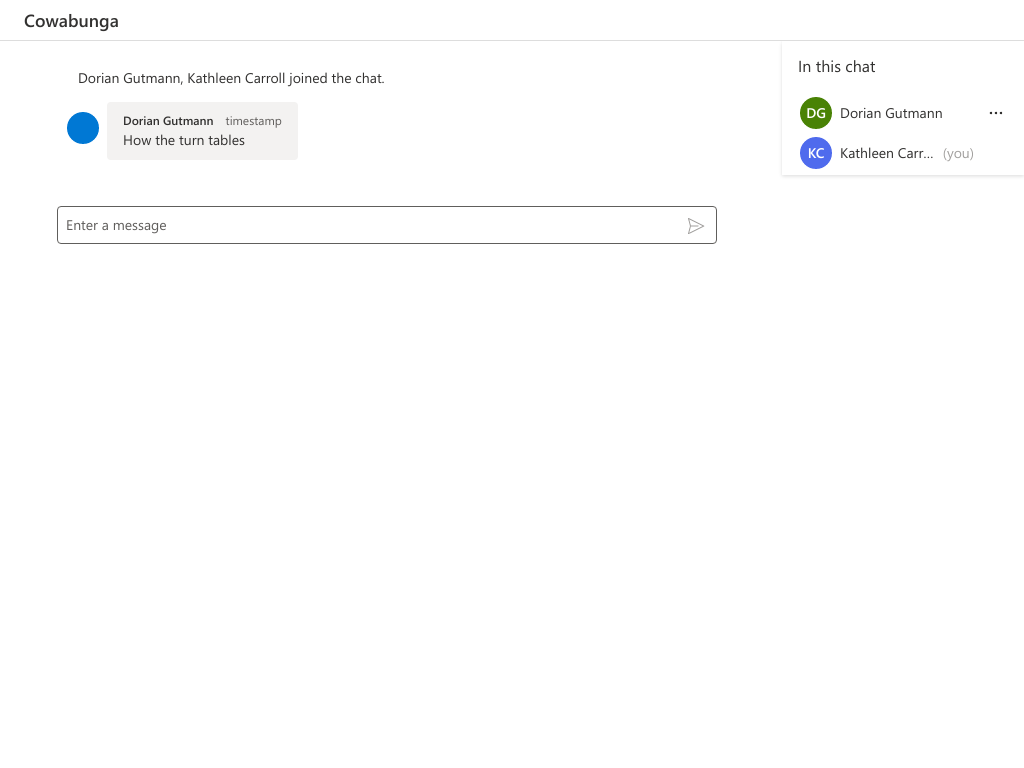 Cowabunga
Dorian Gutmann, Kathleen Carroll joined the chat.
Dorian Gutmann timestamp
How the turn tables
Enter a message
In this chat
DG Dorian Gutmann ...
KC Kathleen Carr... (you)